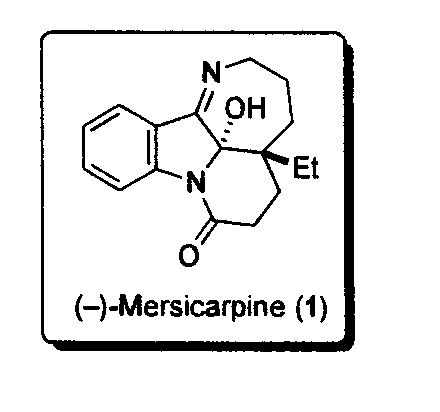 N
OH
Et
N
O
(–)-Mersicarpine (1)